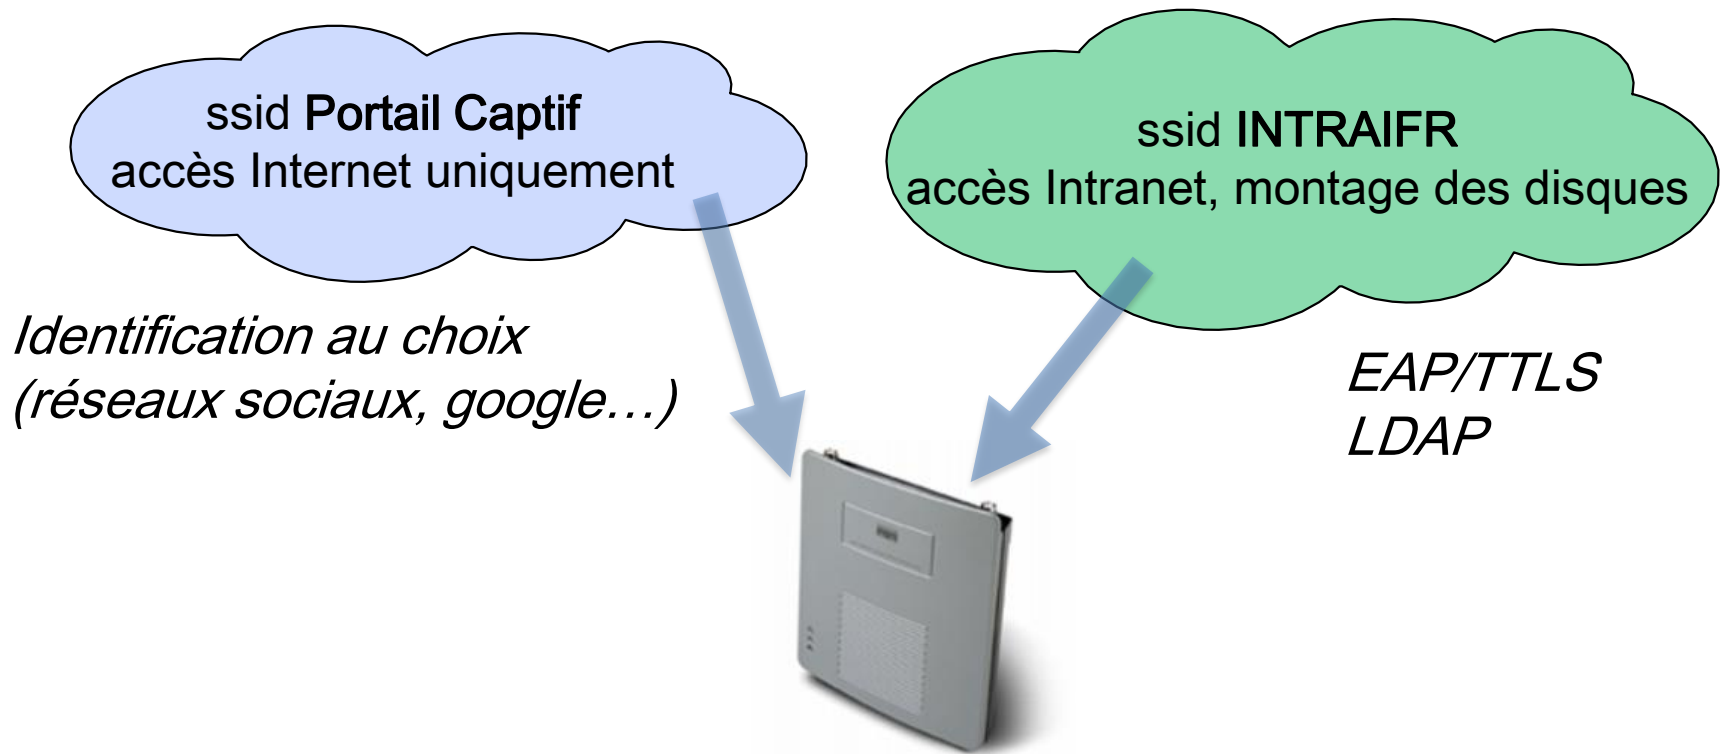 ssid Portail Captif
accès Internet uniquement
ssid INTRAIFR
accès Intranet, montage des disques
Identification au choix
(réseaux sociaux, google…)
EAP/TTLS
LDAP